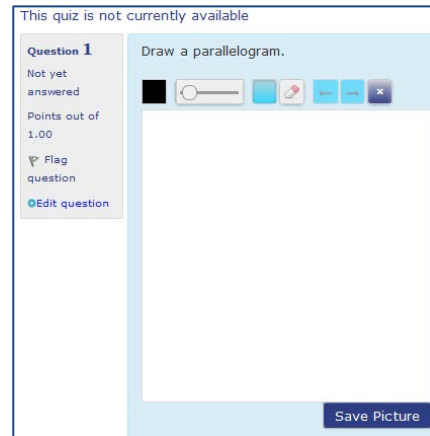 This quiz is not currently available
Question 1
Not yet
answered
Points out of
1.00
Flag
question
Edit question
Draw a parallelogram.
Save Picture